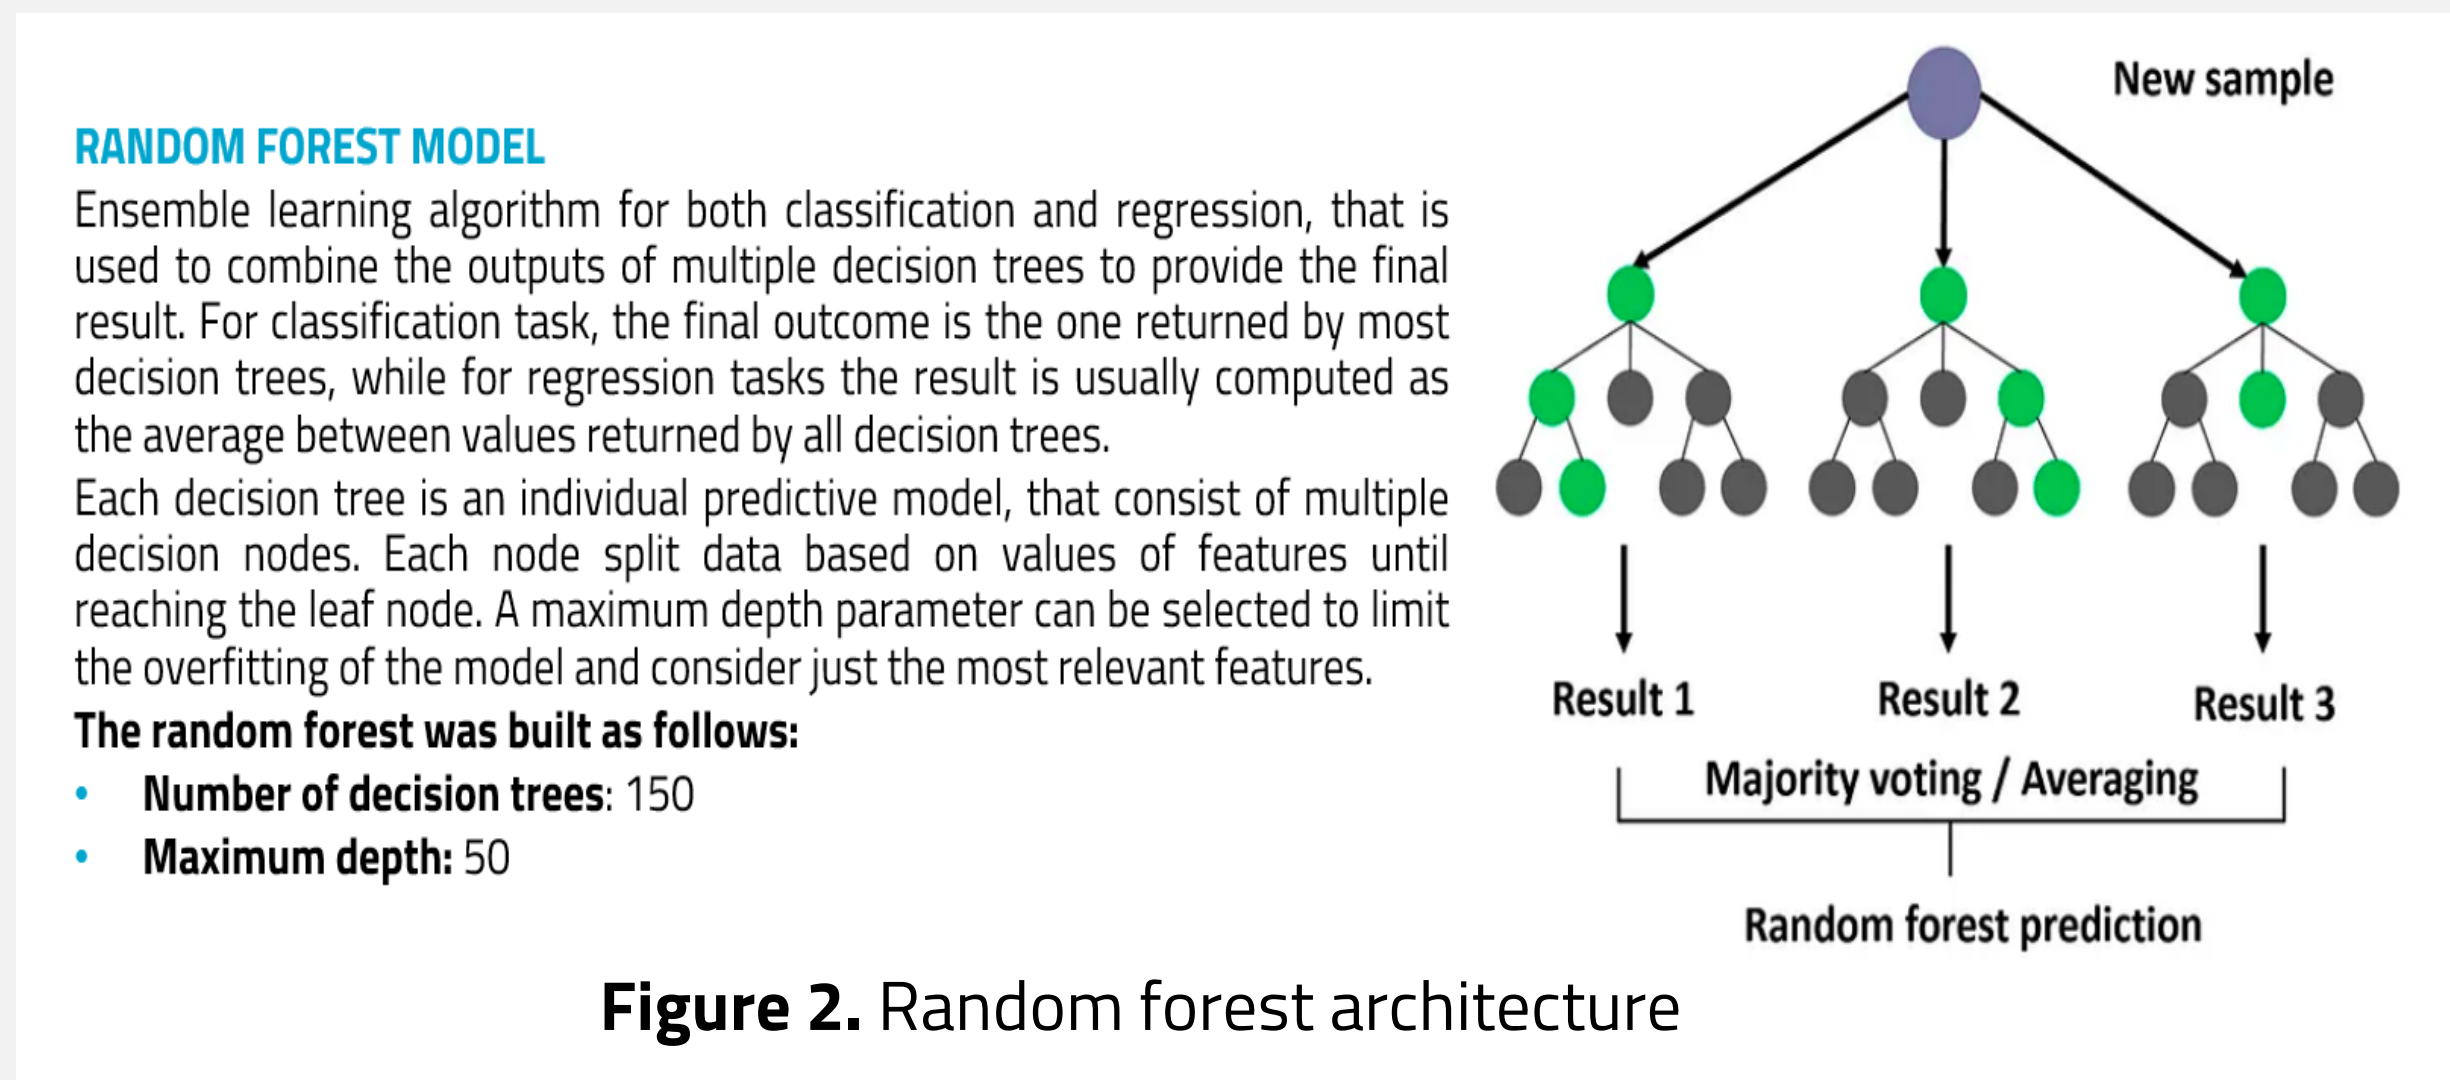 RANDOM FOREST MODEL
Ensemble learning algorithm for both classification and regression, that is
used to combine the outputs of multiple decision trees to provide the final
result. For classification task, the final outcome is the one returned by most
decision trees, while for regression tasks the result is usually computed as
the average between values returned by all decision trees.
Each decision tree is an individual predictive model, that consist of multiple
decision nodes. Each node split data based on values of features until
reaching the leaf node. A maximum depth parameter can be selected to limit
the overfitting of the model and consider just the most relevant features.
The random forest was built as follows:
• Number of decision trees: 150
• Maximum depth: 50
New sample
Result 1
Result 2
Result 3
Majority voting / Averaging
Random forest prediction
Figure 2. Random forest architecture